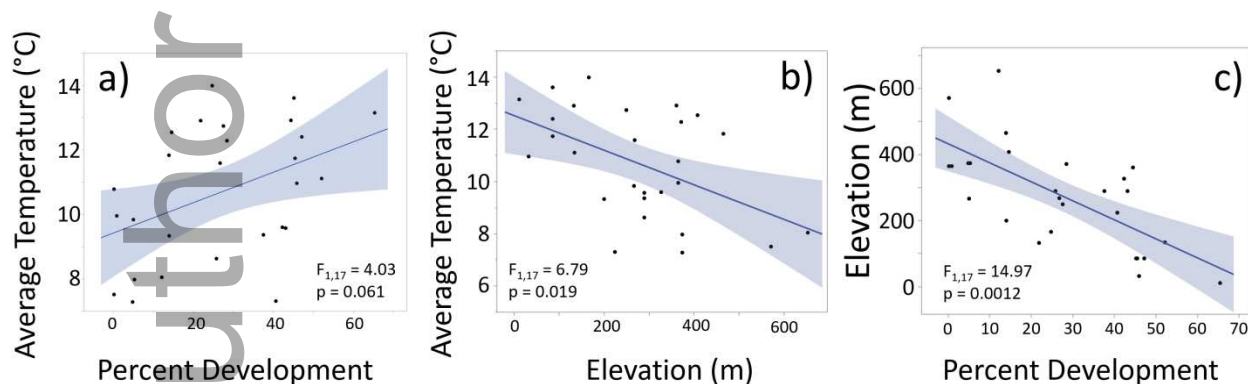 Average Temperature (°C)
a)
14
12
10
8
F1,17 = 4.03
p = 0.061
0 20 40 60
Percent Development
Average Temperature (°C)
b)
14
12
10
8
6
F1,17 = 6.79
p = 0.019
0 200 400 600
Elevation (m)
Elevation (m)
c)
600
400
200
0
F1,17 = 14.97
p = 0.0012
0 10 20 30 40 50 60 70
Percent Development
uthor